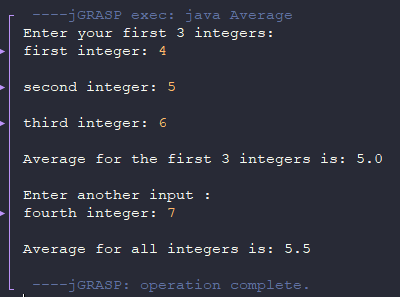 ----jGRASP exec: java Average
Enter your first 3 integers:
first integer: 4
second integer: 5
third integer: 6
Average for the first 3 integers is: 5.0
Enter another input :
fourth integer: 7
Average for all integers is: 5.5
----jGRASP: operation complete.